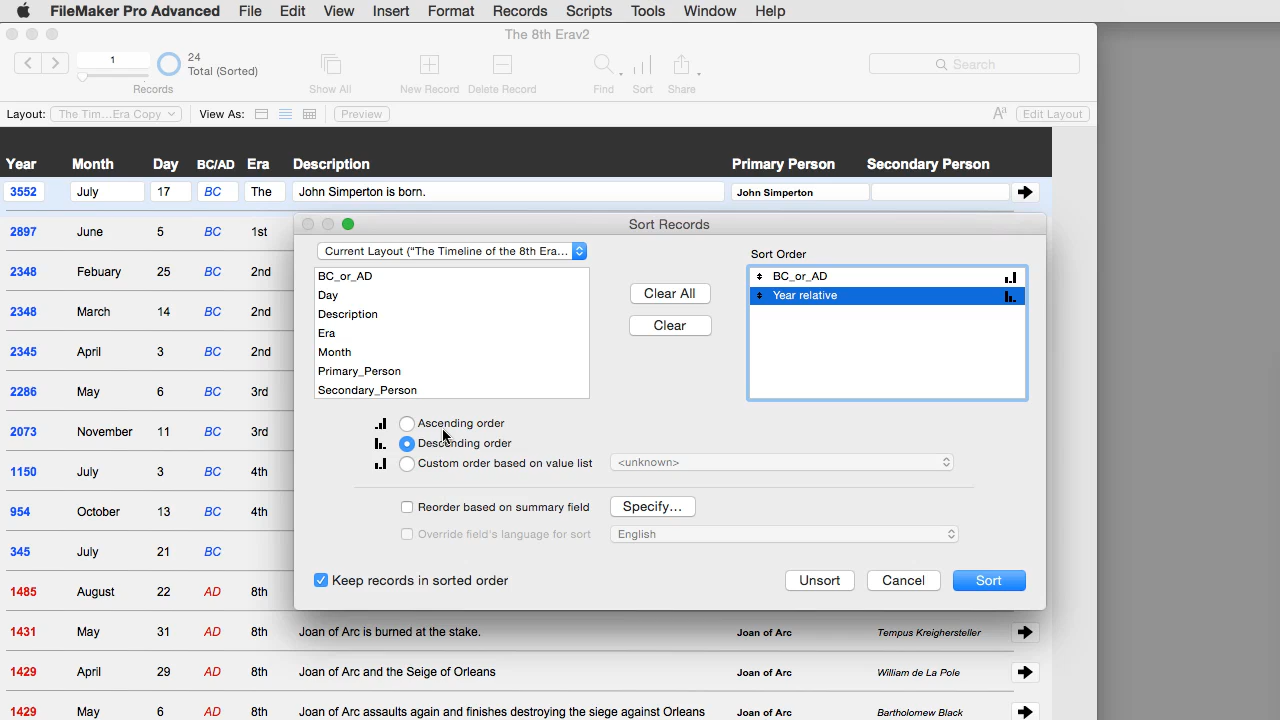 FileMaker Pro Advanced File Edit View Insert Format Records Scripts Tools Window Help
The 8th Erav2
1
24
Total (Sorted)
Records
Show All
New Record Delete Record
Find Sort Share
Search
Layout: The Tim...Era Copy View As: Preview Aa Edit Layout
Year Month Day BC/AD Era Description Primary Person Secondary Person
3552 July 17 BC The John Simperton is born. John Simperton
2897 June 5 BC 1st
2348 Febuary 25 BC 2nd
2348 March 14 BC 2nd
2345 April 3 BC 2nd
2286 May 6 BC 3rd
2073 November 11 BC 3rd
1150 July 3 BC 4th
954 October 13 BC 4th
345 July 21 BC
1485 August 22 AD 8th
1431 May 31 AD 8th Joan of Arc is burned at the stake. Joan of Arc Tempus Kreighersteller
1429 April 29 AD 8th Joan of Arc and the Seige of Orleans Joan of Arc William de La Pole
1429 May 6 AD 8th Joan of Arc assaults again and finishes destroying the siege against Orleans Joan of Arc Bartholomew Black
Sort Records
Current Layout ("The Timeline of the 8th Era...
BC_or_AD
Day
Description
Era
Month
Primary_Person
Secondary_Person
Clear All
Clear
Sort Order
BC_or_AD
Year relative
Ascending order
Descending order
Custom order based on value list <unknown>
Reorder based on summary field Specify...
Override field's language for sort English
Keep records in sorted order Unsort Cancel Sort